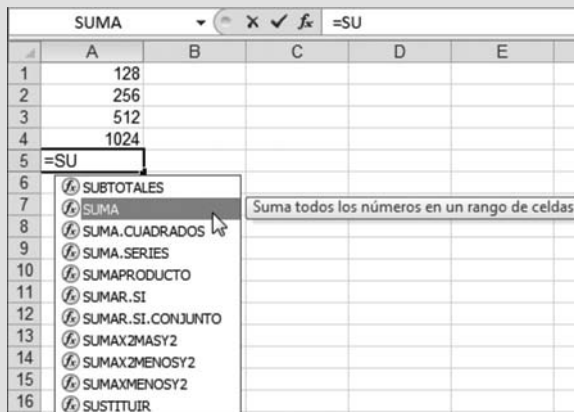 SUMA =SU
A B C D E
1 128
2 256
3 512
4 1024
5 =SU
6 SUBTOTALES
7 SUMA Suma todos los números en un rango de celdas
8 SUMA.CUADRADOS
9 SUMA.SERIES
10 SUMAPRODUCTO
11 SUMAR.SI
12 SUMAR.SI.CONJUNTO
13 SUMAX2MASY2
14 SUMAX2MENOSY2
15 SUMAXMENOSY2
16 SUSTITUIR